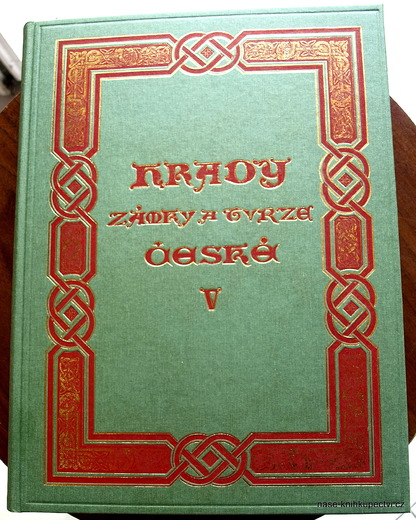 HRADY
ZÁMKY A TVRZE
ČESKÉ
V
nase-knihkupectvi.cz